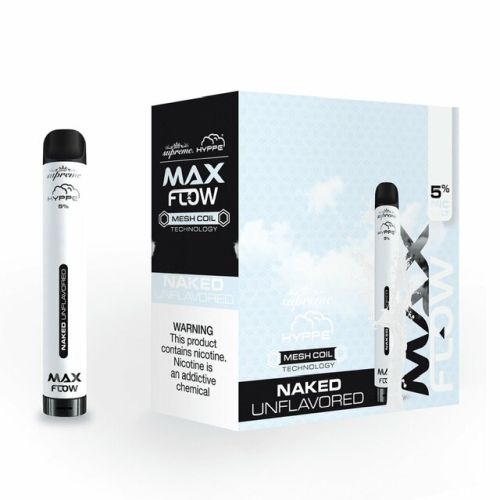 supreme
HYPPE
5%
NAKED UNFLAVORED
MAX
FLOW
supreme. HYPPE
MAX
FLOW
MESH COIL
TECHNOLOGY
NAKED
UNFLAVORED
WARNING
This product
contains nicotine.
Nicotine is
an addictive
chemical
supreme
HYPPE
MESH COIL
TECHNOLOGY
NAKED
UNFLAVORED
HYPPE
NAKED
MAX
FLOW
5%